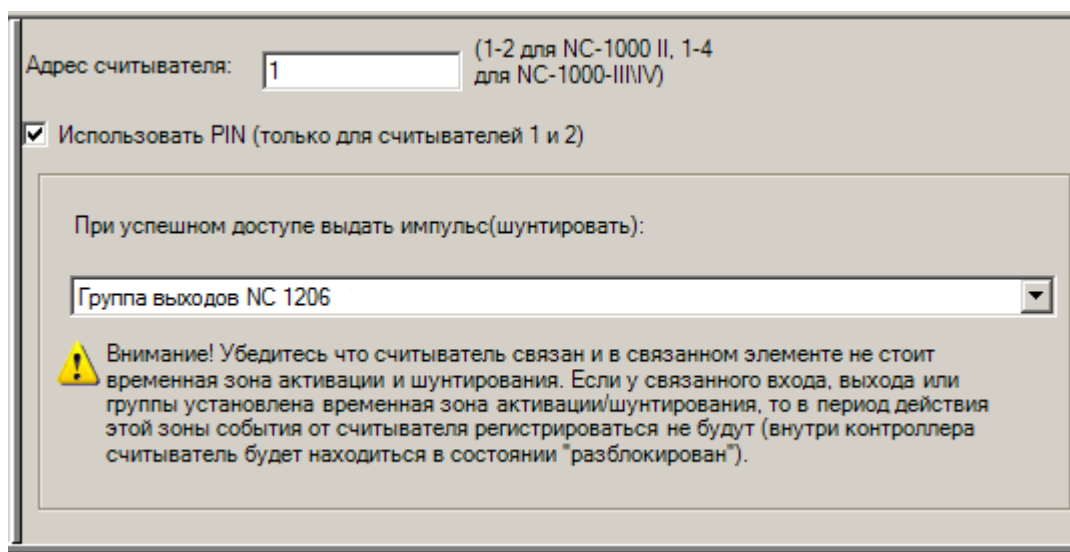 Адрес считывателя:
1
(1-2 для NC-1000 II, 1-4
для NC-1000-III\IV)
Использовать PIN (только для считывателей 1 и 2)
При успешном доступе выдать импульс(шунтировать):
Группа выходов NC 1206
Внимание! Убедитесь что считыватель связан и в связанном элементе не стоит
временная зона активации и шунтирования. Если у связанного входа, выхода или
группы установлена временная зона активации/шунтирования, то в период действия
этой зоны события от считывателя регистрироваться не будут (внутри контроллера
считыватель будет находиться в состоянии "разблокирован").